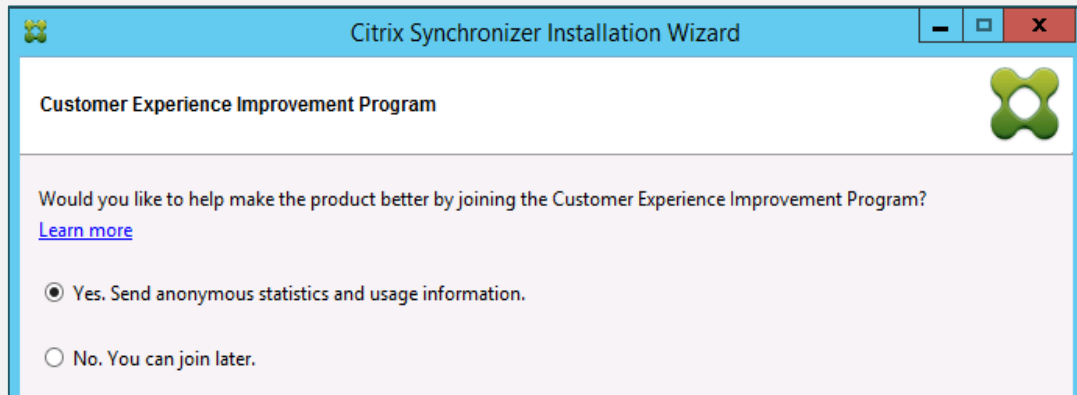 Citrix Synchronizer Installation Wizard
Customer Experience Improvement Program
Would you like to help make the product better by joining the Customer Experience Improvement Program?
Learn more
Yes. Send anonymous statistics and usage information.
No. You can join later.